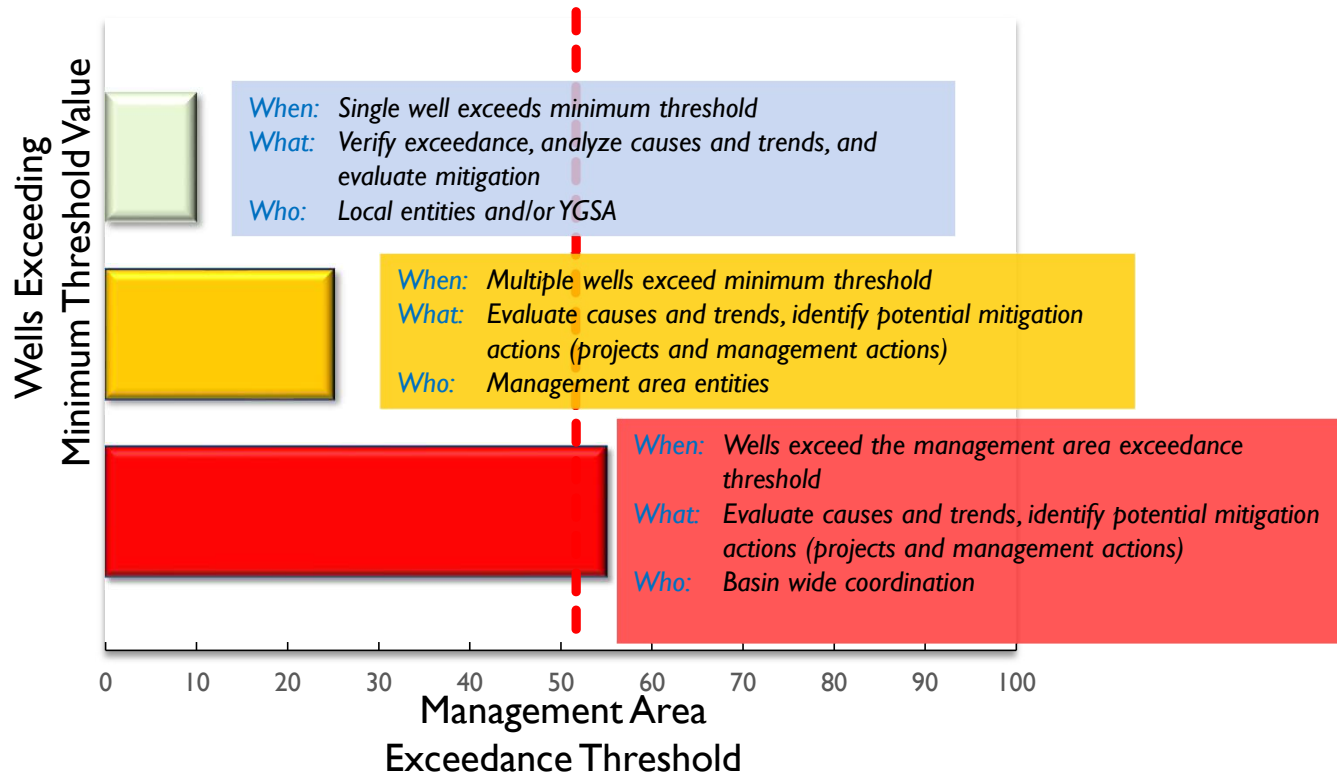 Wells Exceeding
Minimum Threshold Value
When: Single well exceeds minimum threshold
What: Verify exceedance, analyze causes and trends, and
evaluate mitigation
Who: Local entities and/or YGSA
When: Multiple wells exceed minimum threshold
What: Evaluate causes and trends, identify potential mitigation
actions (projects and management actions)
Who: Management area entities
When: Wells exceed the management area exceedance
threshold
What: Evaluate causes and trends, identify potential mitigation
actions (projects and management actions)
Who: Basin wide coordination
0 10 20 30 40 50 60 70 80 90 100
Management Area
Exceedance Threshold